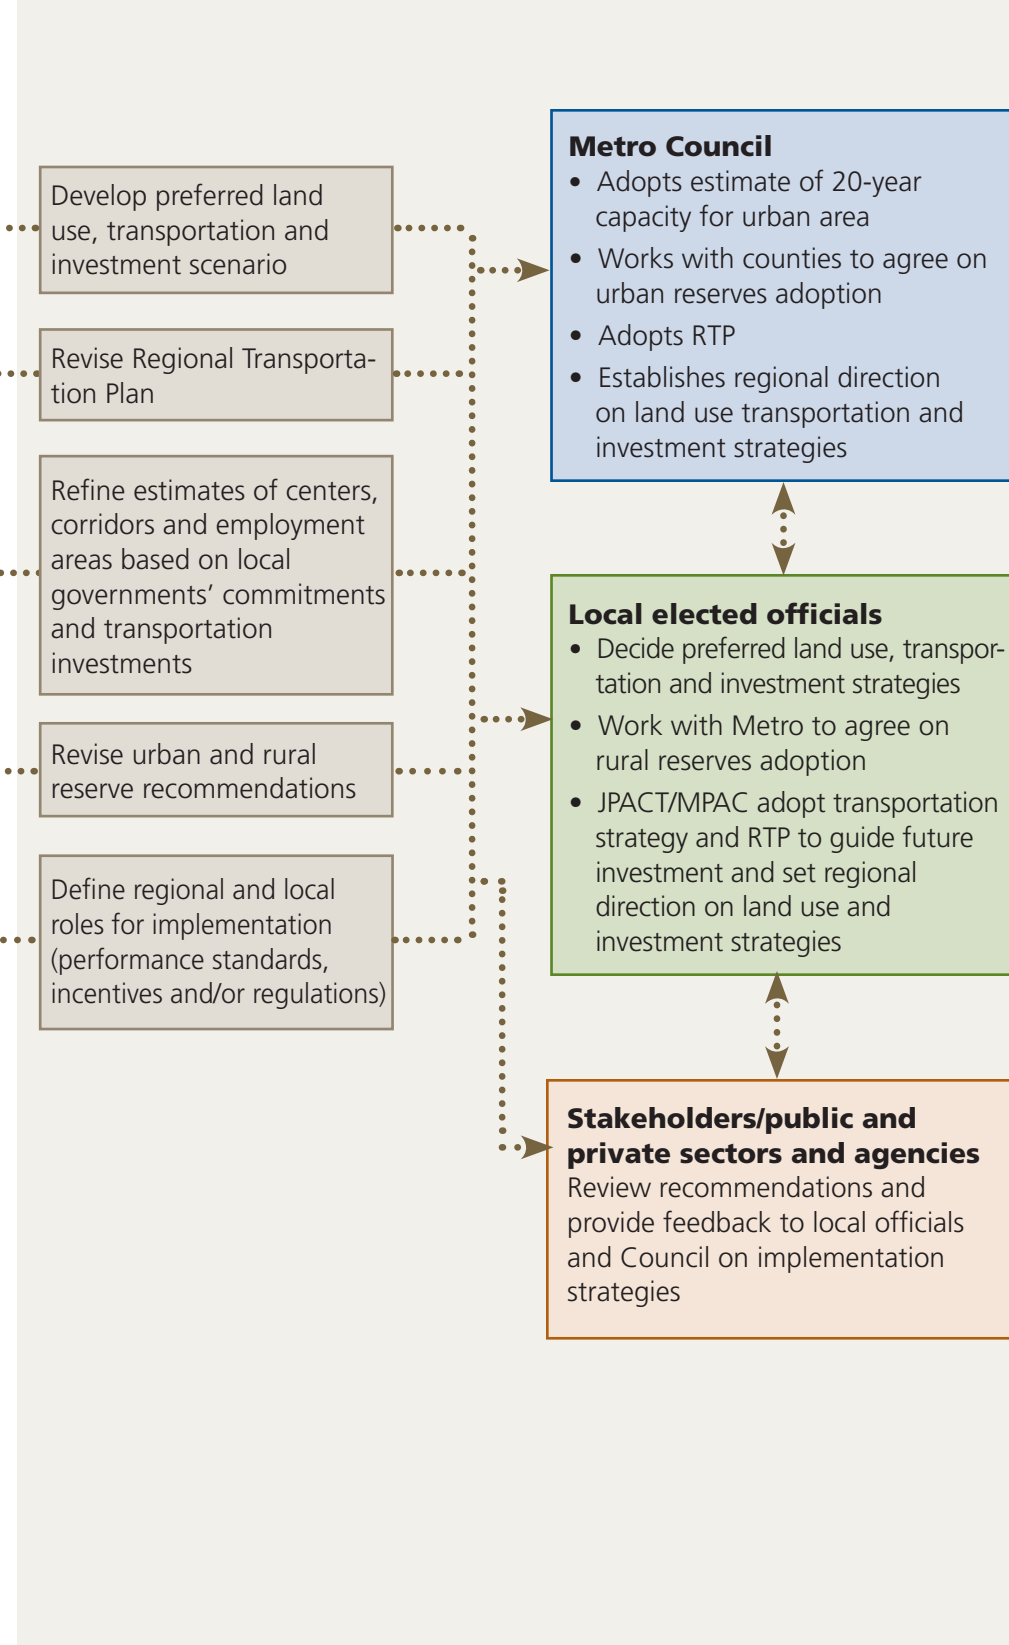 Develop preferred land
use, transportation and
investment scenario
Revise Regional Transporta-
tion Plan
Refine estimates of centers,
corridors and employment
areas based on local
governments’ commitments
and transportation
investments
Revise urban and rural
reserve recommendations
Define regional and local
roles for implementation
(performance standards,
incentives and/or regulations)
Metro Council
• Adopts estimate of 20-year
capacity for urban area
• Works with counties to agree on
urban reserves adoption
• Adopts RTP
• Establishes regional direction
on land use transportation and
investment strategies
Local elected officials
• Decide preferred land use, transpor-
tation and investment strategies
• Work with Metro to agree on
rural reserves adoption
• JPACT/MPAC adopt transportation
strategy and RTP to guide future
investment and set regional
direction on land use and
investment strategies
Stakeholders/public and
private sectors and agencies
Review recommendations and
provide feedback to local officials
and Council on implementation
strategies